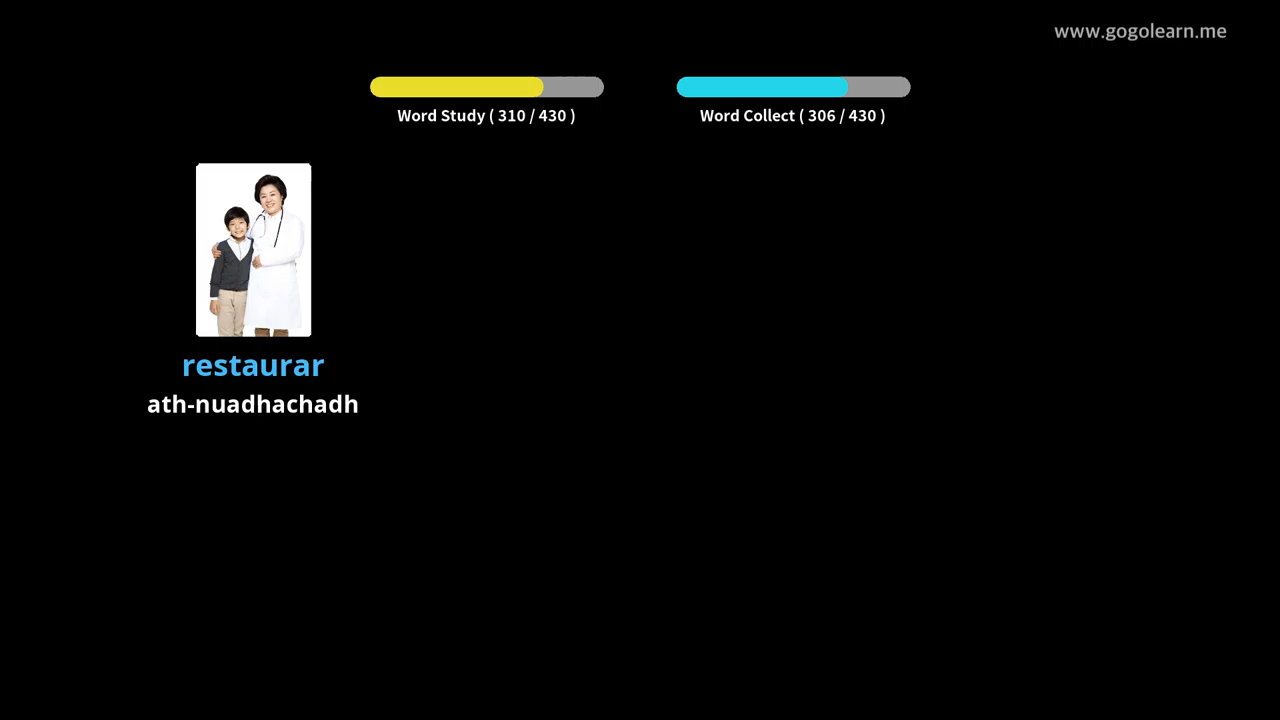 www.gogolearn.me
Word Study ( 310 / 430 )
Word Collect ( 306 / 430 )
restaurar
ath-nuadhachadh